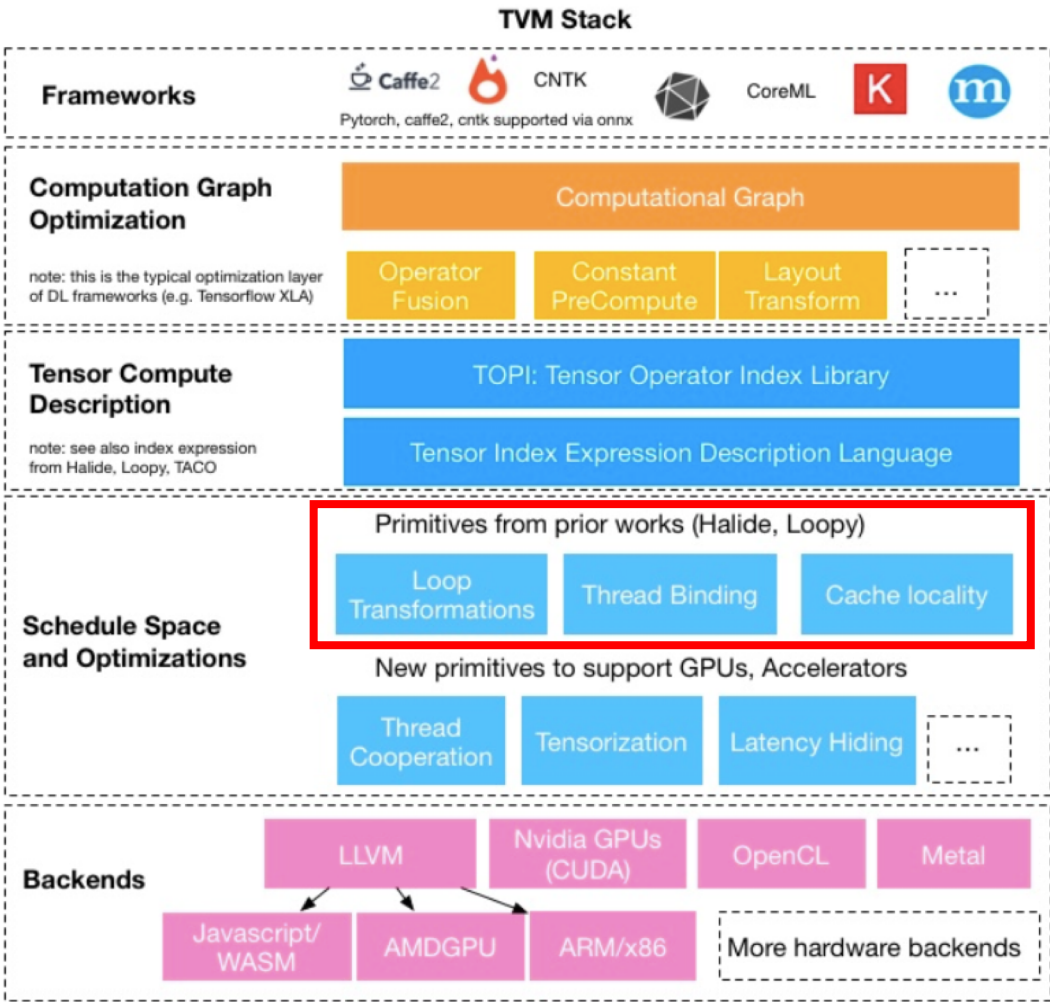 TVM Stack
Frameworks
Caffe2
CNTK
CoreML
K
m
Pytorch, caffe2, cntk supported via onnx
Computation Graph
Optimization
note: this is the typical optimization layer
of DL frameworks (e.g. Tensorflow XLA)
Computational Graph
Operator
Fusion
Constant
PreCompute
Layout
Transform
...
Tensor Compute
Description
note: see also index expression
from Halide, Loopy, TACO
TOPI: Tensor Operator Index Library
Tensor Index Expression Description Language
Schedule Space
and Optimizations
Primitives from prior works (Halide, Loopy)
Loop
Transformations
Thread Binding
Cache locality
New primitives to support GPUs, Accelerators
Thread
Cooperation
Tensorization
Latency Hiding
...
Backends
LLVM
Nvidia GPUs
(CUDA)
OpenCL
Metal
Javascript/
WASM
AMDGPU
ARM/x86
More hardware backends